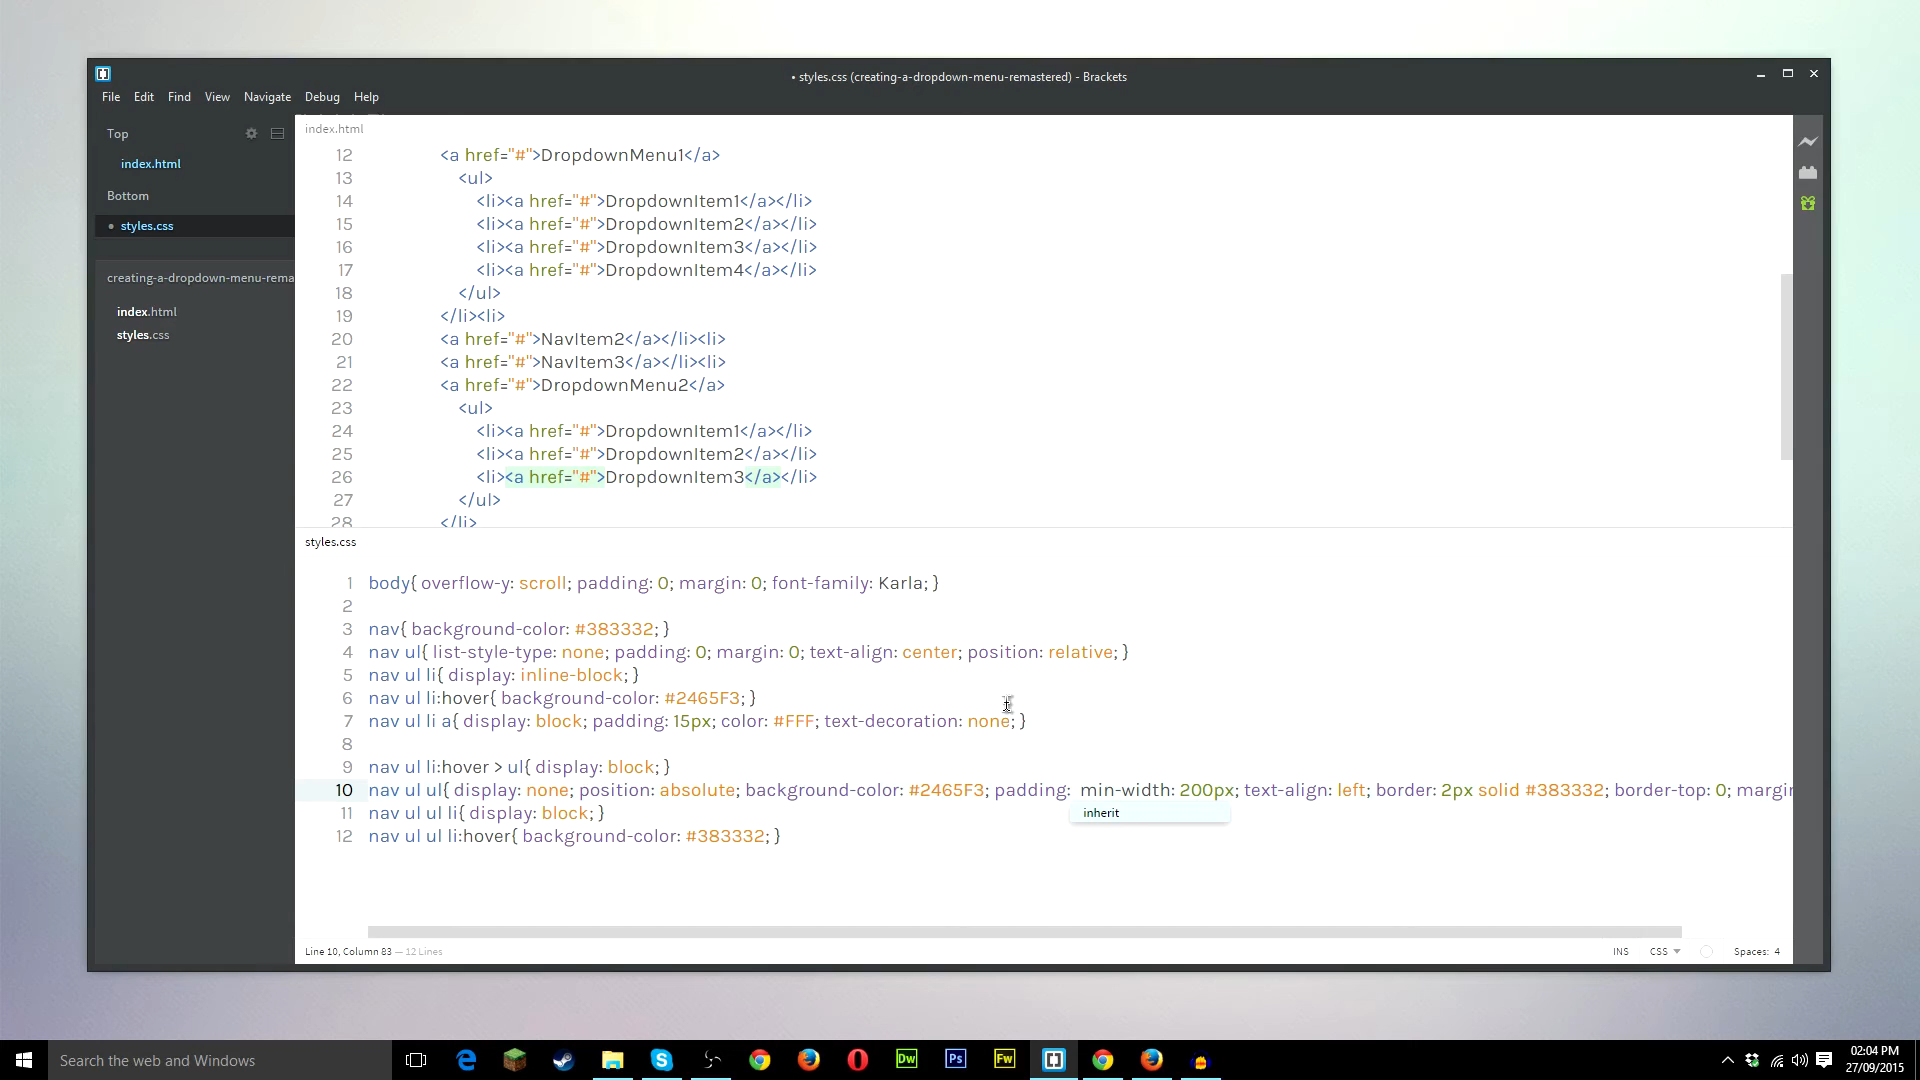 • styles.css (creating-a-dropdown-menu-remastered) - Brackets
File Edit Find View Navigate Debug Help
Top
index.html
Bottom
• styles.css
creating-a-dropdown-menu-rema
index.html
styles.css
index.html
12 <a href="#">DropdownMenu1</a>
13 <ul>
14 <li><a href="#">DropdownItem1</a></li>
15 <li><a href="#">DropdownItem2</a></li>
16 <li><a href="#">DropdownItem3</a></li>
17 <li><a href="#">DropdownItem4</a></li>
18 </ul>
19 </li><li>
20 <a href="#">NavItem2</a></li><li>
21 <a href="#">NavItem3</a></li><li>
22 <a href="#">DropdownMenu2</a>
23 <ul>
24 <li><a href="#">DropdownItem1</a></li>
25 <li><a href="#">DropdownItem2</a></li>
26 <li><a href="#">DropdownItem3</a></li>
27 </ul>
28 </li>
styles.css
1 body{ overflow-y: scroll; padding: 0; margin: 0; font-family: Karla; }
2
3 nav{ background-color: #383332; }
4 nav ul{ list-style-type: none; padding: 0; margin: 0; text-align: center; position: relative; }
5 nav ul li{ display: inline-block; }
6 nav ul li:hover{ background-color: #2465F3; }
7 nav ul li a{ display: block; padding: 15px; color: #FFF; text-decoration: none; }
8
9 nav ul li:hover > ul{ display: block; }
10 nav ul ul{ display: none; position: absolute; background-color: #2465F3; padding: min-width: 200px; text-align: left; border: 2px solid #383332; border-top: 0; margin
inherit
11 nav ul ul li{ display: block; }
12 nav ul ul li:hover{ background-color: #383332; }
Line 10, Column 83 — 12 Lines
INS CSS Spaces: 4
Search the web and Windows
Dw Ps Fw
02:04 PM
27/09/2015